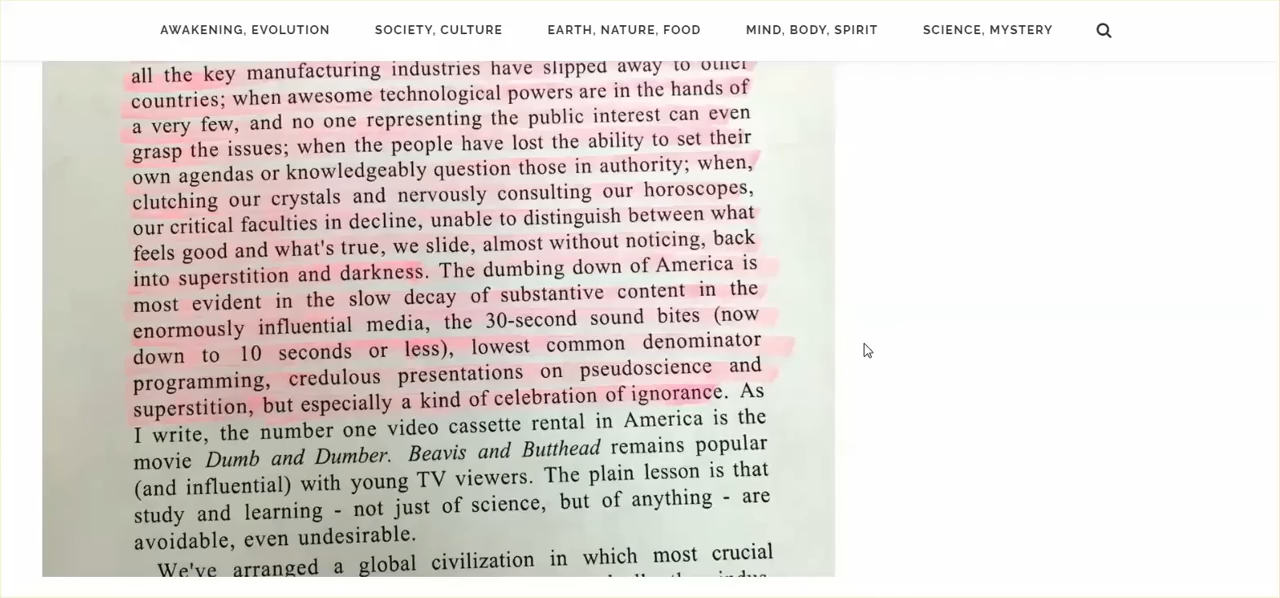 AWAKENING, EVOLUTION SOCIETY, CULTURE EARTH, NATURE, FOOD MIND, BODY, SPIRIT SCIENCE, MYSTERY
all the key manufacturing industries have slipped away to other
countries; when awesome technological powers are in the hands of
a very few, and no one representing the public interest can even
grasp the issues; when the people have lost the ability to set their
own agendas or knowledgeably question those in authority; when,
clutching our crystals and nervously consulting our horoscopes,
our critical faculties in decline, unable to distinguish between what
feels good and what's true, we slide, almost without noticing, back
into superstition and darkness. The dumbing down of America is
most evident in the slow decay of substantive content in the
enormously influential media, the 30-second sound bites (now
down to 10 seconds or less), lowest common denominator
programming, credulous presentations on pseudoscience and
superstition, but especially a kind of celebration of ignorance. As
I write, the number one video cassette rental in America is the
movie Dumb and Dumber. Beavis and Butthead remains popular
(and influential) with young TV viewers. The plain lesson is that
study and learning - not just of science, but of anything - are
avoidable, even undesirable.
We've arranged a global civilization in which most crucial